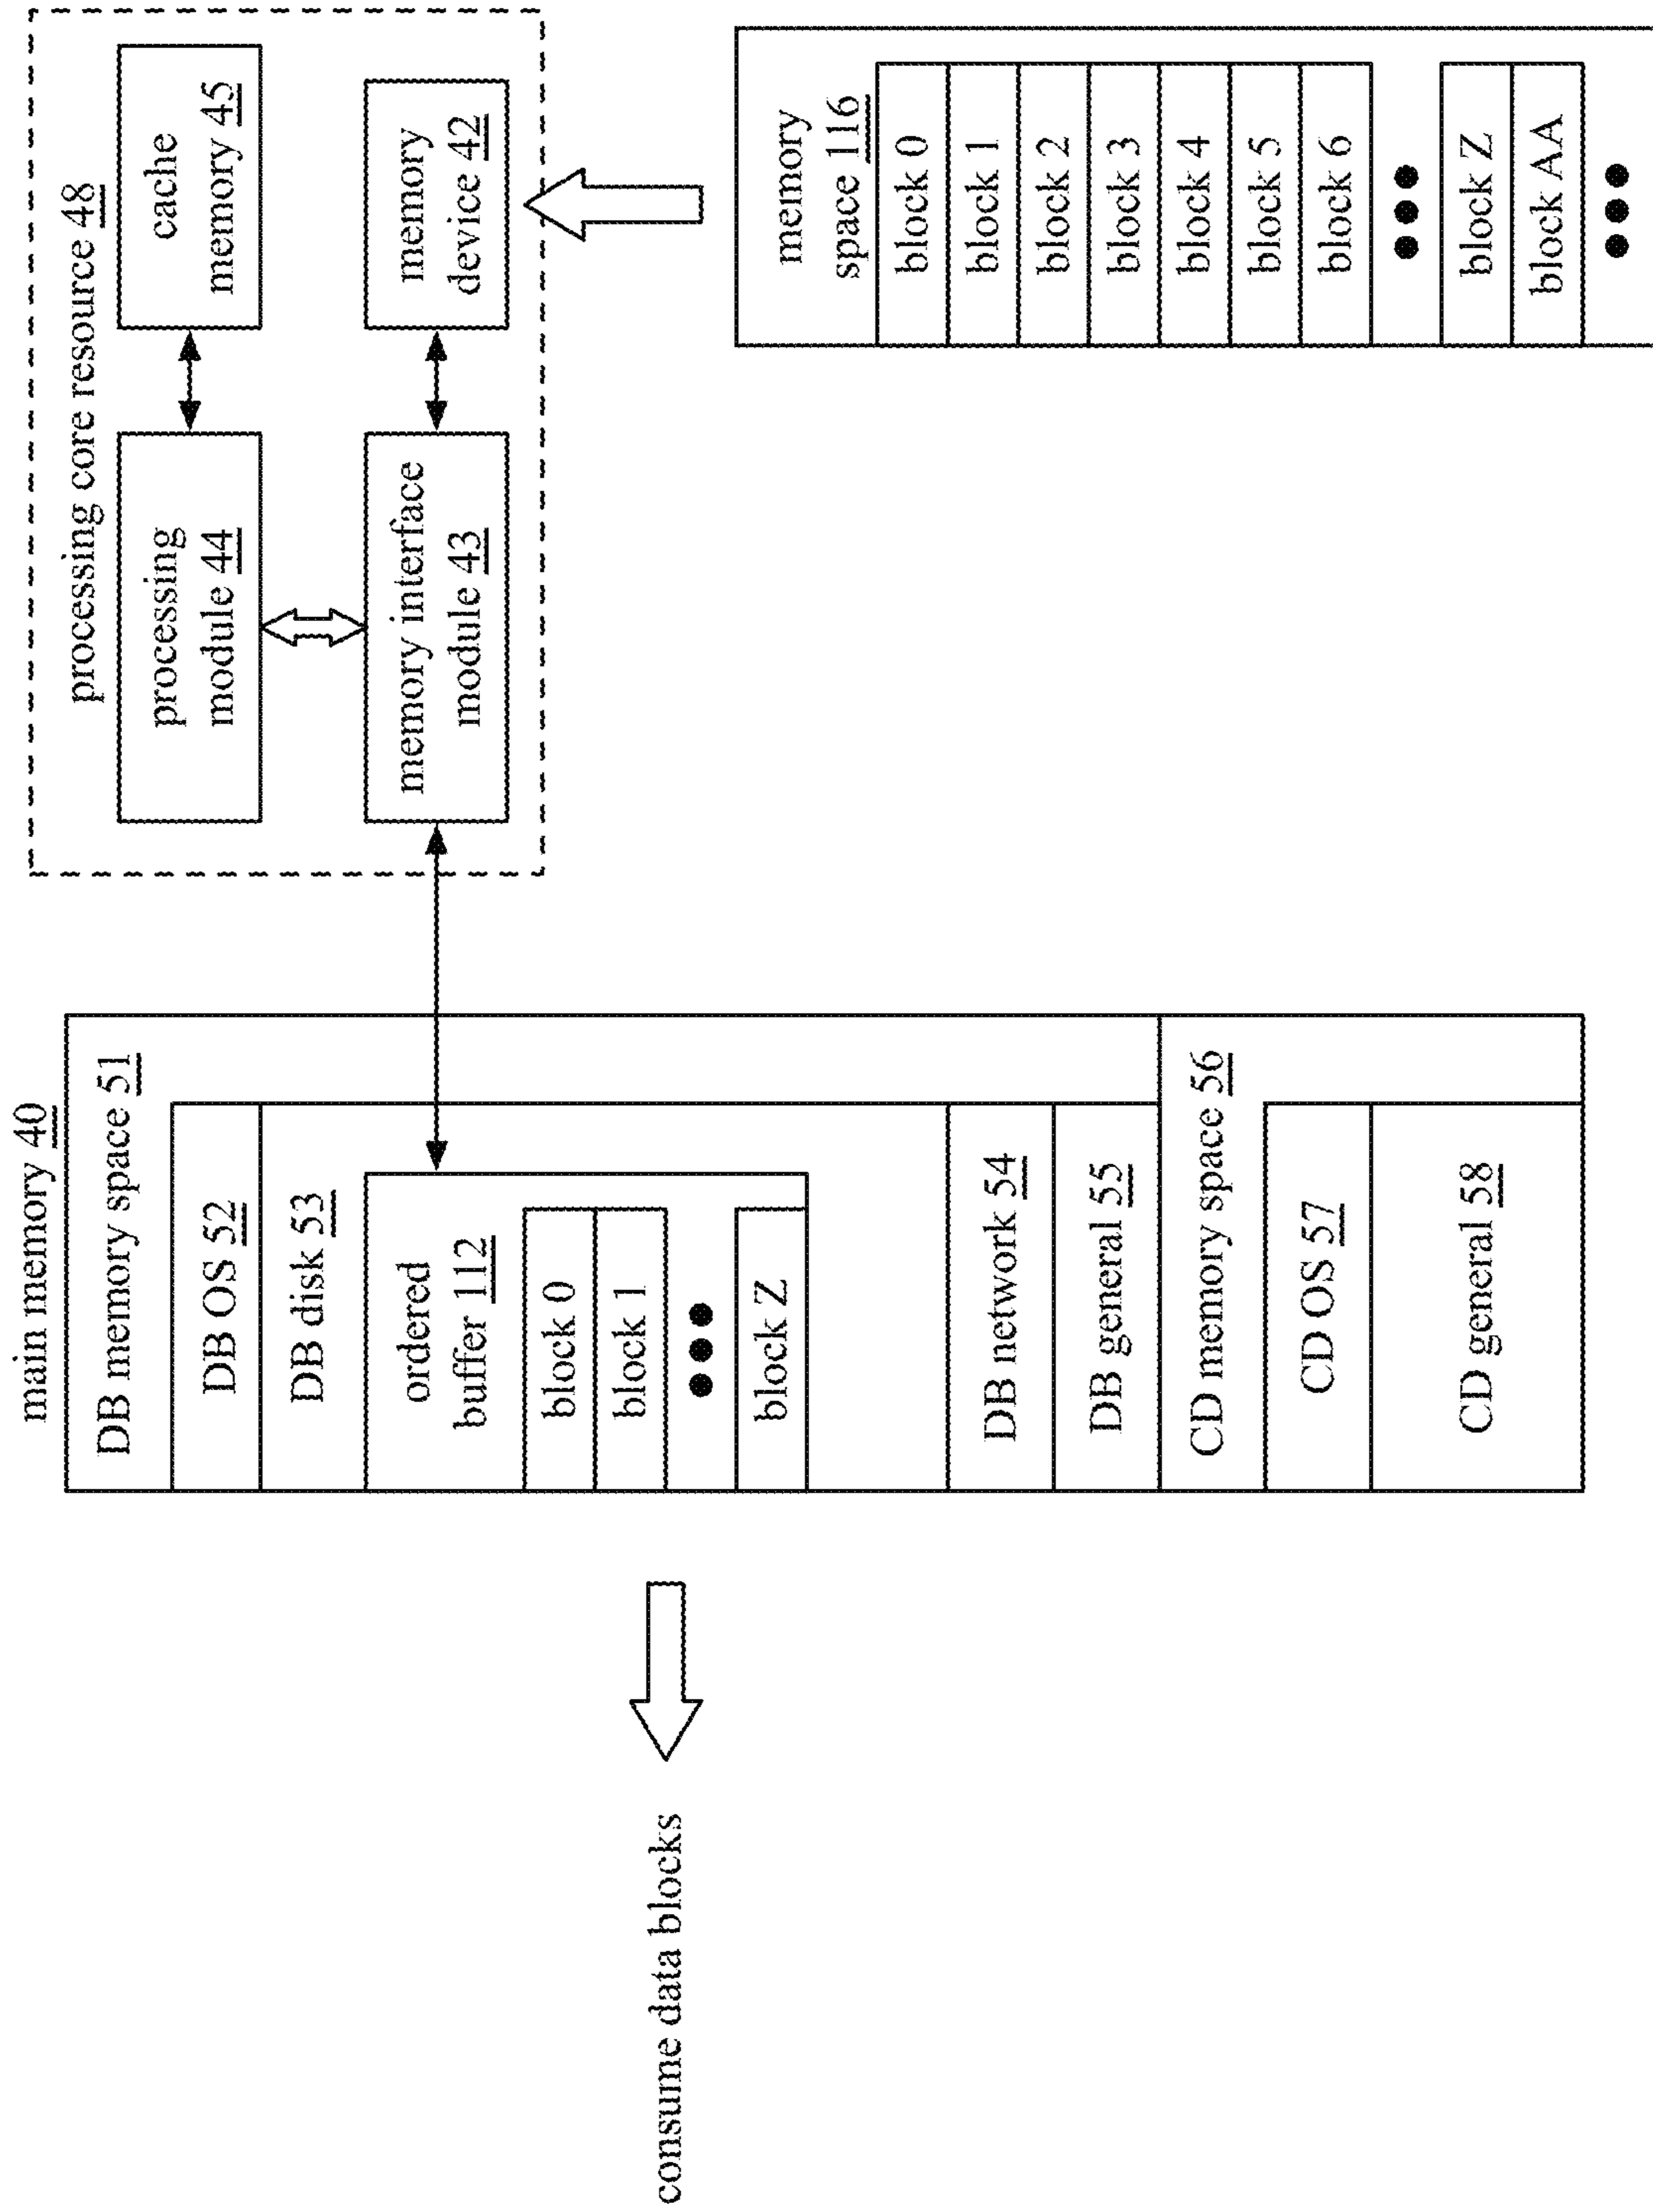 main memory 40
DB memory space 51
DB OS 52
DB disk 53
ordered
buffer 112
block 0
block 1
block Z
DB network 54
DB general 55
CD memory space 56
CD OS 57
CD general 58
consume data blocks
processing core resource 48
processing
module 44
cache
memory 45
memory interface
module 43
memory
device 42
memory
space 116
block 0
block 1
block 2
block 3
block 4
block 5
block 6
block Z
block AA